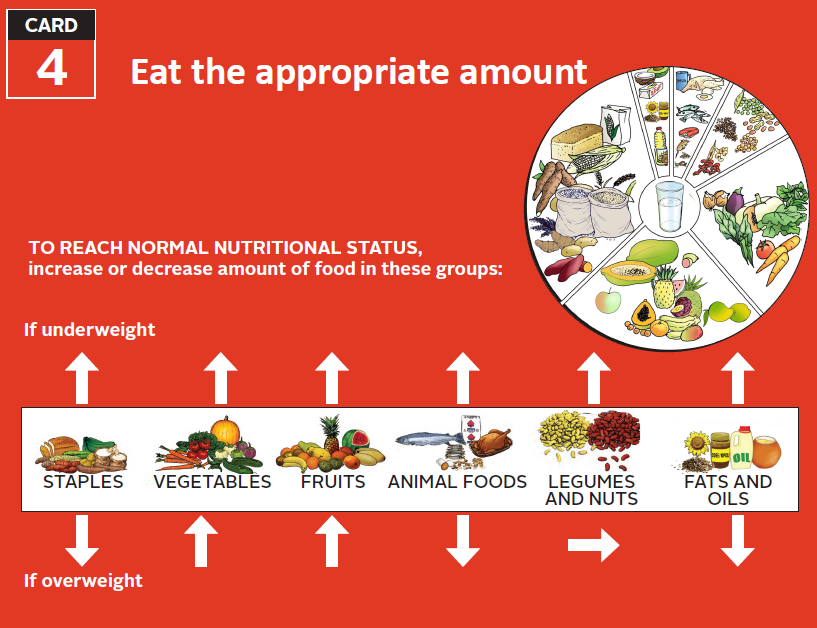 CARD
4
Eat the appropriate amount
TO REACH NORMAL NUTRITIONAL STATUS,
increase or decrease amount of food in these groups:
If underweight
STAPLES
VEGETABLES
FRUITS
ANIMAL FOODS
LEGUMES
AND NUTS
FATS AND
OILS
OIL
If overweight